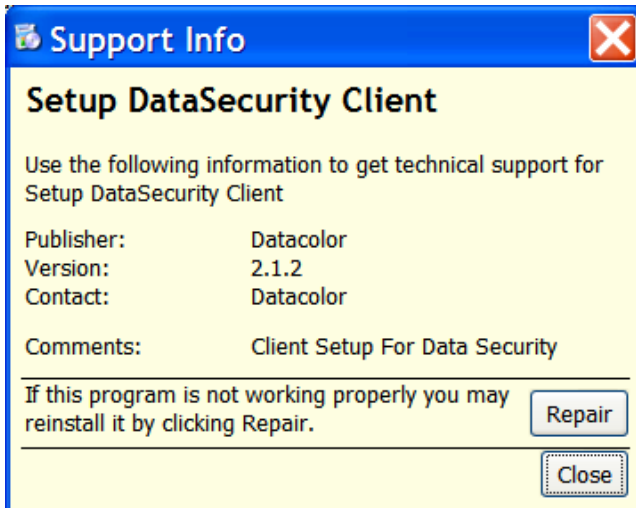 Support Info
Setup DataSecurity Client
Use the following information to get technical support for
Setup DataSecurity Client
Publisher: Datacolor
Version: 2.1.2
Contact: Datacolor
Comments: Client Setup For Data Security
If this program is not working properly you may
reinstall it by clicking Repair.
Repair
Close